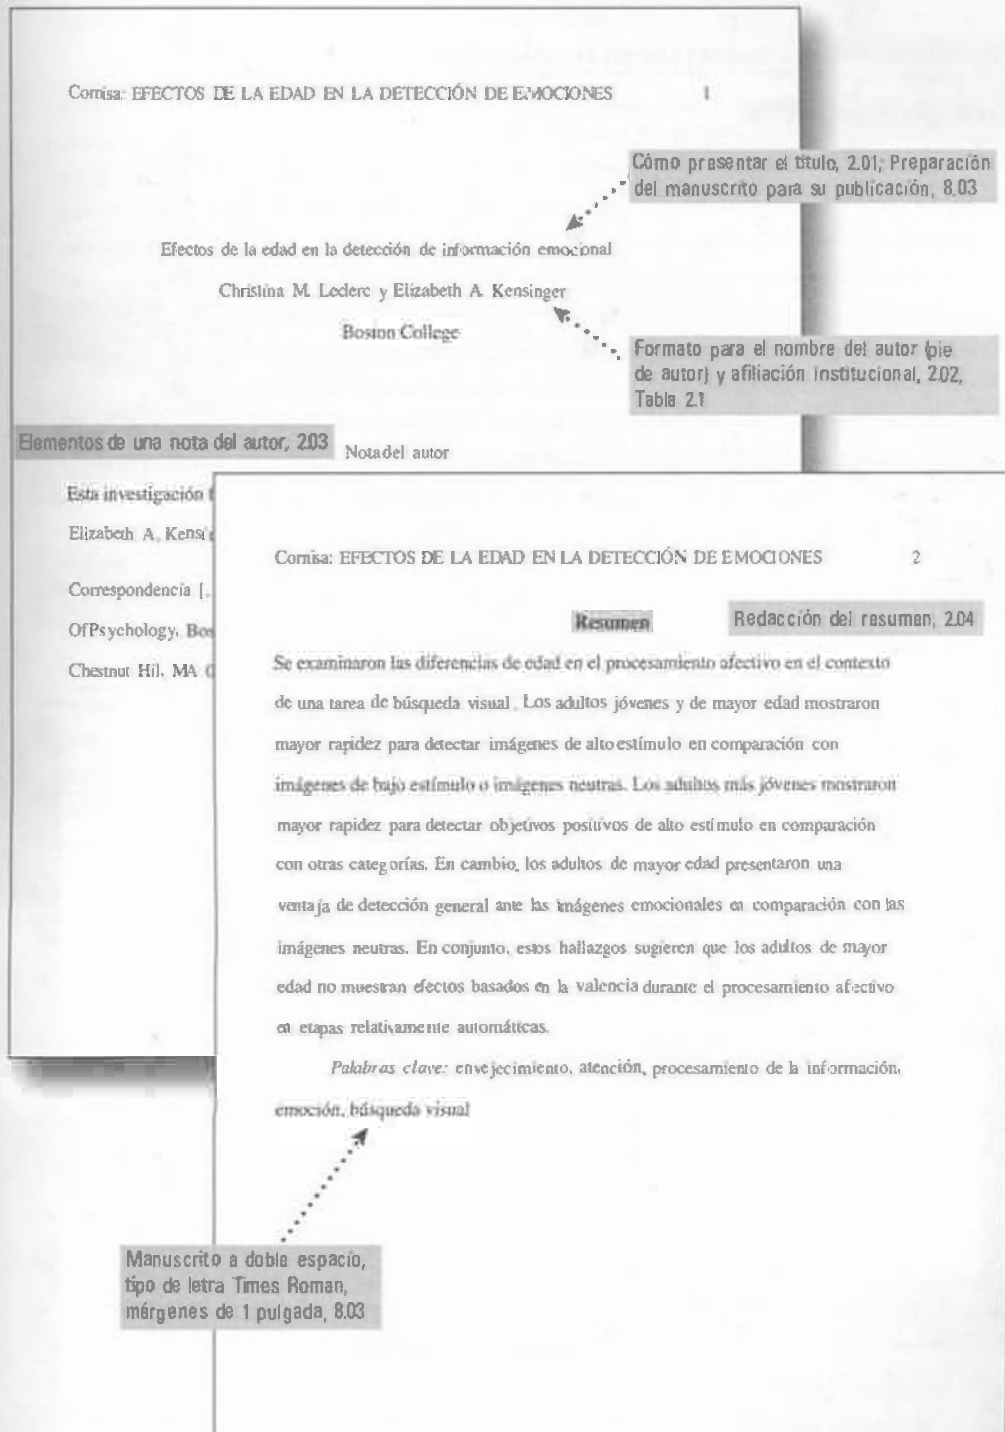 Cornisa: EFECTOS DE LA EDAD EN LA DETECCIÓN DE EMOCIONES 1
Cómo presentar el título, 2.01; Preparación
del manuscrito para su publicación, 8.03
Efectos de la edad en la detección de información emocional
Christina M. Leclerc y Elizabeth A. Kensinger
Boston College
Formato para el nombre del autor (pie
de autor) y afiliación institucional, 2.02,
Tabla 2.1
Elementos de una nota del autor, 2.03
Nota del autor
Esta investigación
Elizabeth A.
Correspondencia [.
Of Psychology,
Chestnut Hil, MA
Cornisa: EFECTOS DE LA EDAD EN LA DETECCIÓN DE EMOCIONES 2
Resumen
Redacción del resumen, 2.04
Se examinaron las diferencias de edad en el procesamiento afectivo en el contexto
de una tarea de búsqueda visual. Los adultos jóvenes y de mayor edad mostraron
mayor rapidez para detectar imágenes de alto estímulo en comparación con
imágenes de bajo estímulo o imágenes neutras. Los adultos más jóvenes mostraron
mayor rapidez para detectar objetivos positivos de alto estímulo en comparación
con otras categorías. En cambio, los adultos de mayor edad presentaron una
ventaja de detección general ante las imágenes emocionales en comparación con las
imágenes neutras. En conjunto, estos hallazgos sugieren que los adultos de mayor
edad no muestran efectos basados en la valencia durante el procesamiento afectivo
en etapas relativamente automáticas.
Palabras clave: envejecimiento, atención, procesamiento de la información,
emoción, búsqueda visual
Manuscrito a doble espacio,
tipo de letra Times Roman,
márgenes de 1 pulgada, 8.03